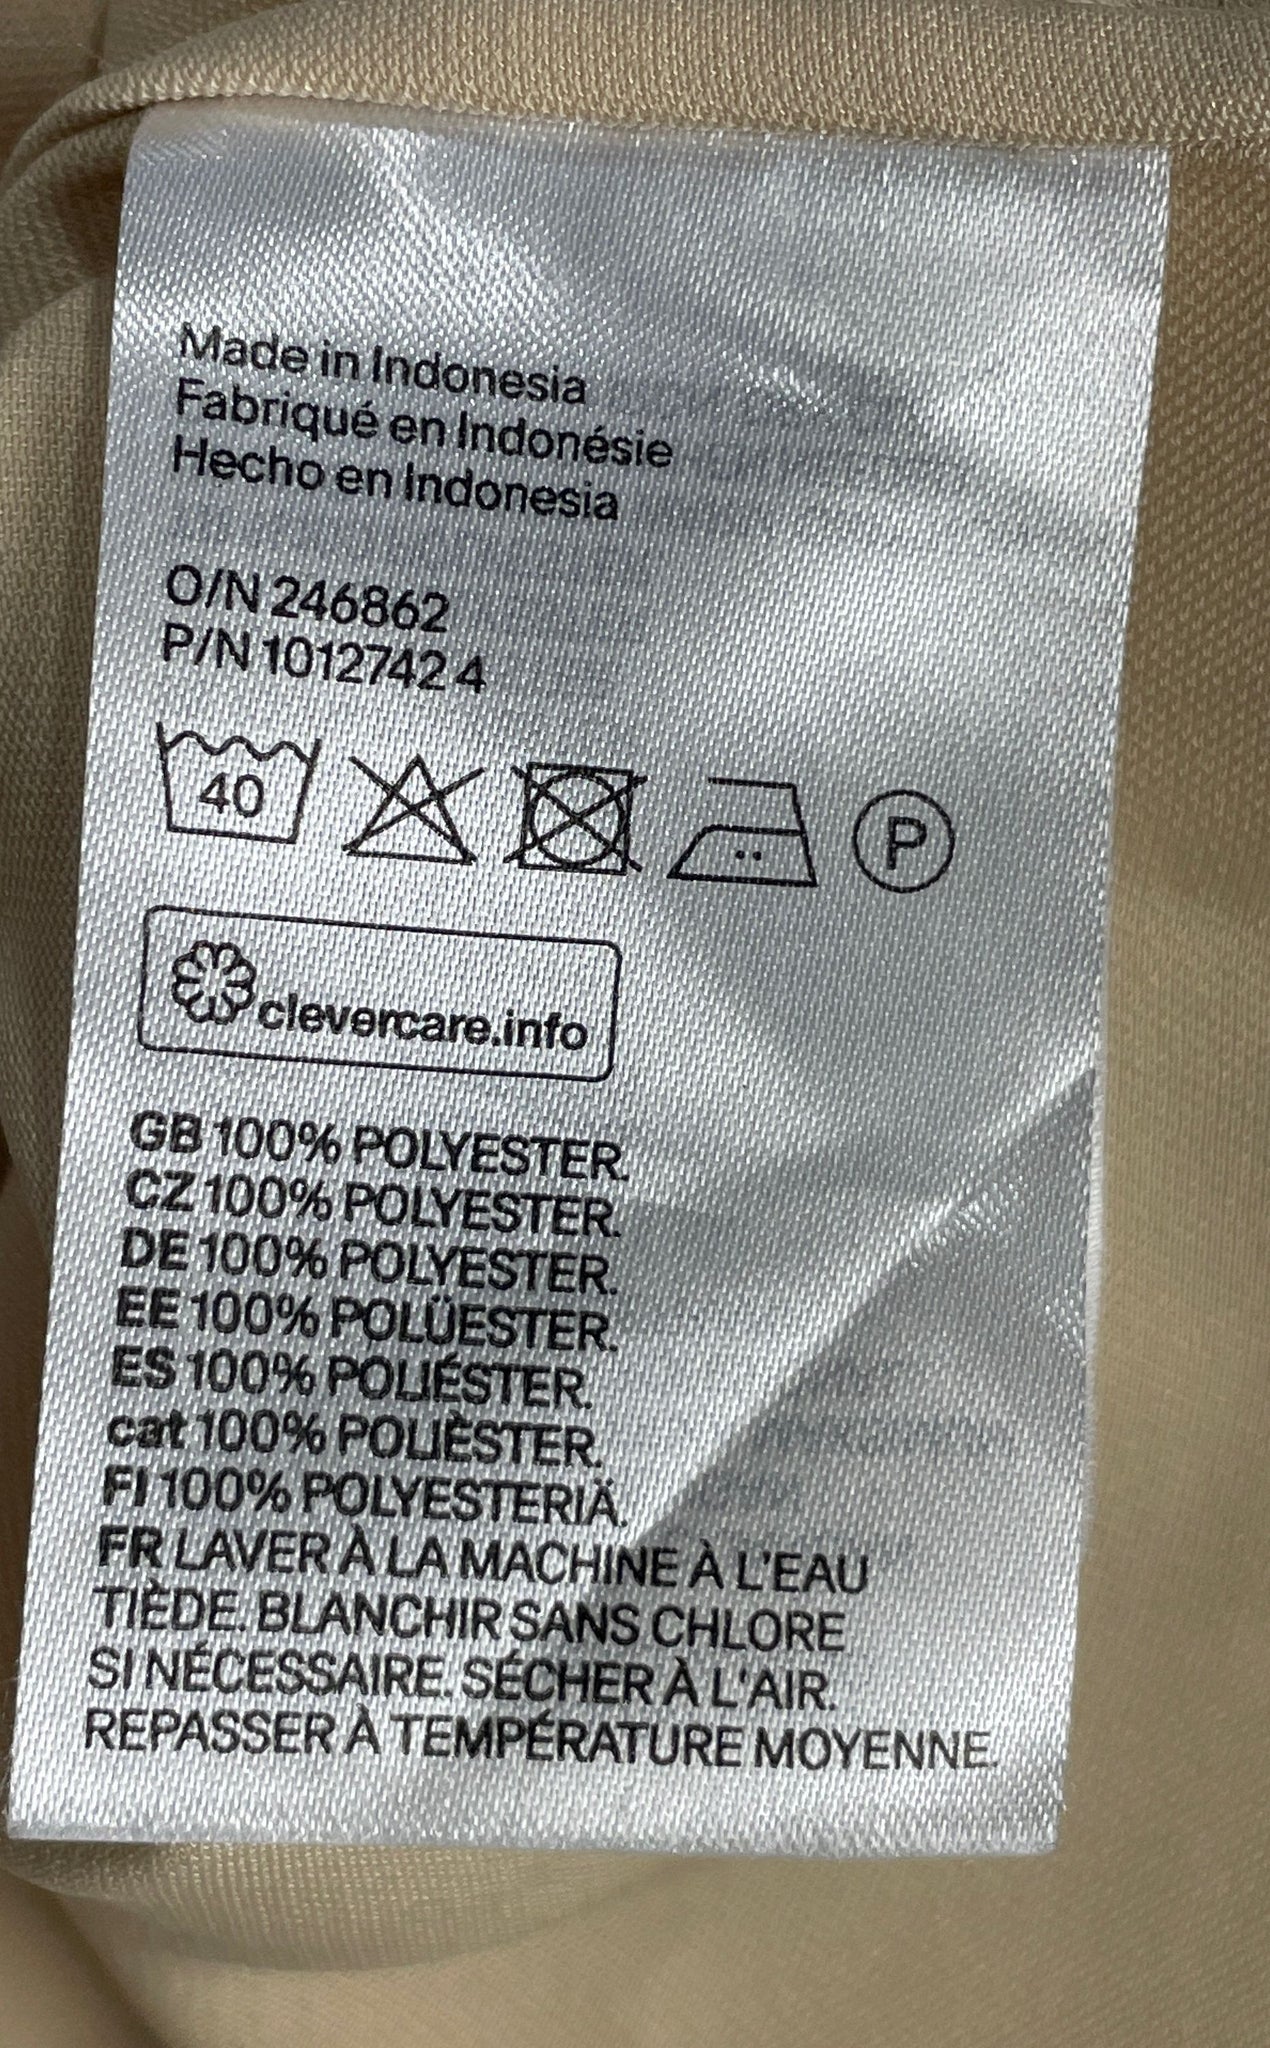 Made in Indonesia
Fabriqué en Indonésie
Hecho en Indonesia
O/N 246862
P/N 10127424
40
P
clevercare.info
GB 100% POLYESTER.
CZ 100% POLYESTER.
DE 100% POLYESTER.
EE 100% POLÜESTER.
ES 100% POLIÉSTER.
cat 100% POLIÈSTER.
FI 100% POLYESTERIÄ.
FR LAVER À LA MACHINE À L'EAU
TIÈDE. BLANCHIR SANS CHLORE
SI NÉCESSAIRE. SÉCHER À L'AIR.
REPASSER À TEMPÉRATURE MOYENNE.